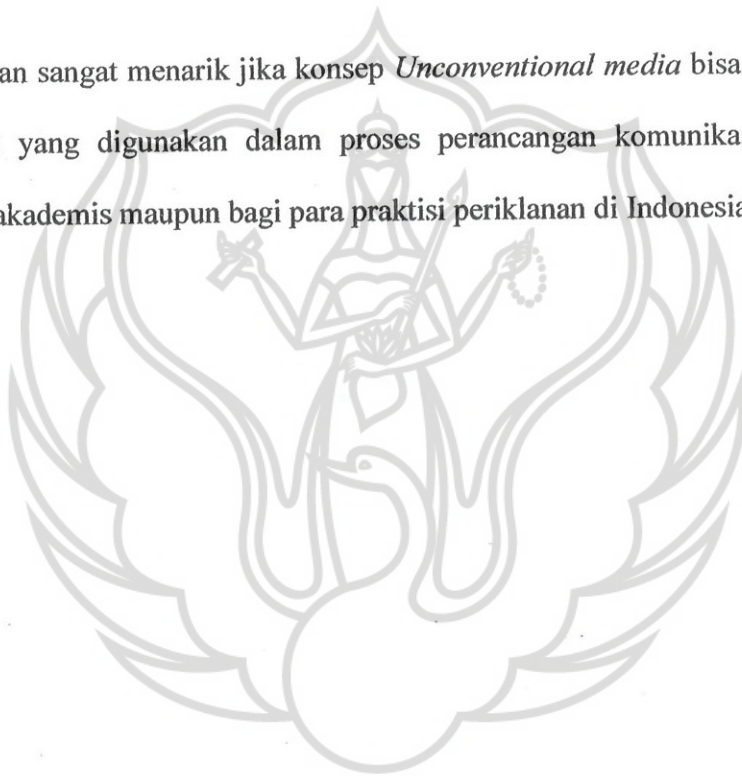 an sangat menarik jika konsep Unconventional media bisa
yang digunakan dalam proses perancangan komunika
akademis maupun bagi para praktisi periklanan di Indonesia